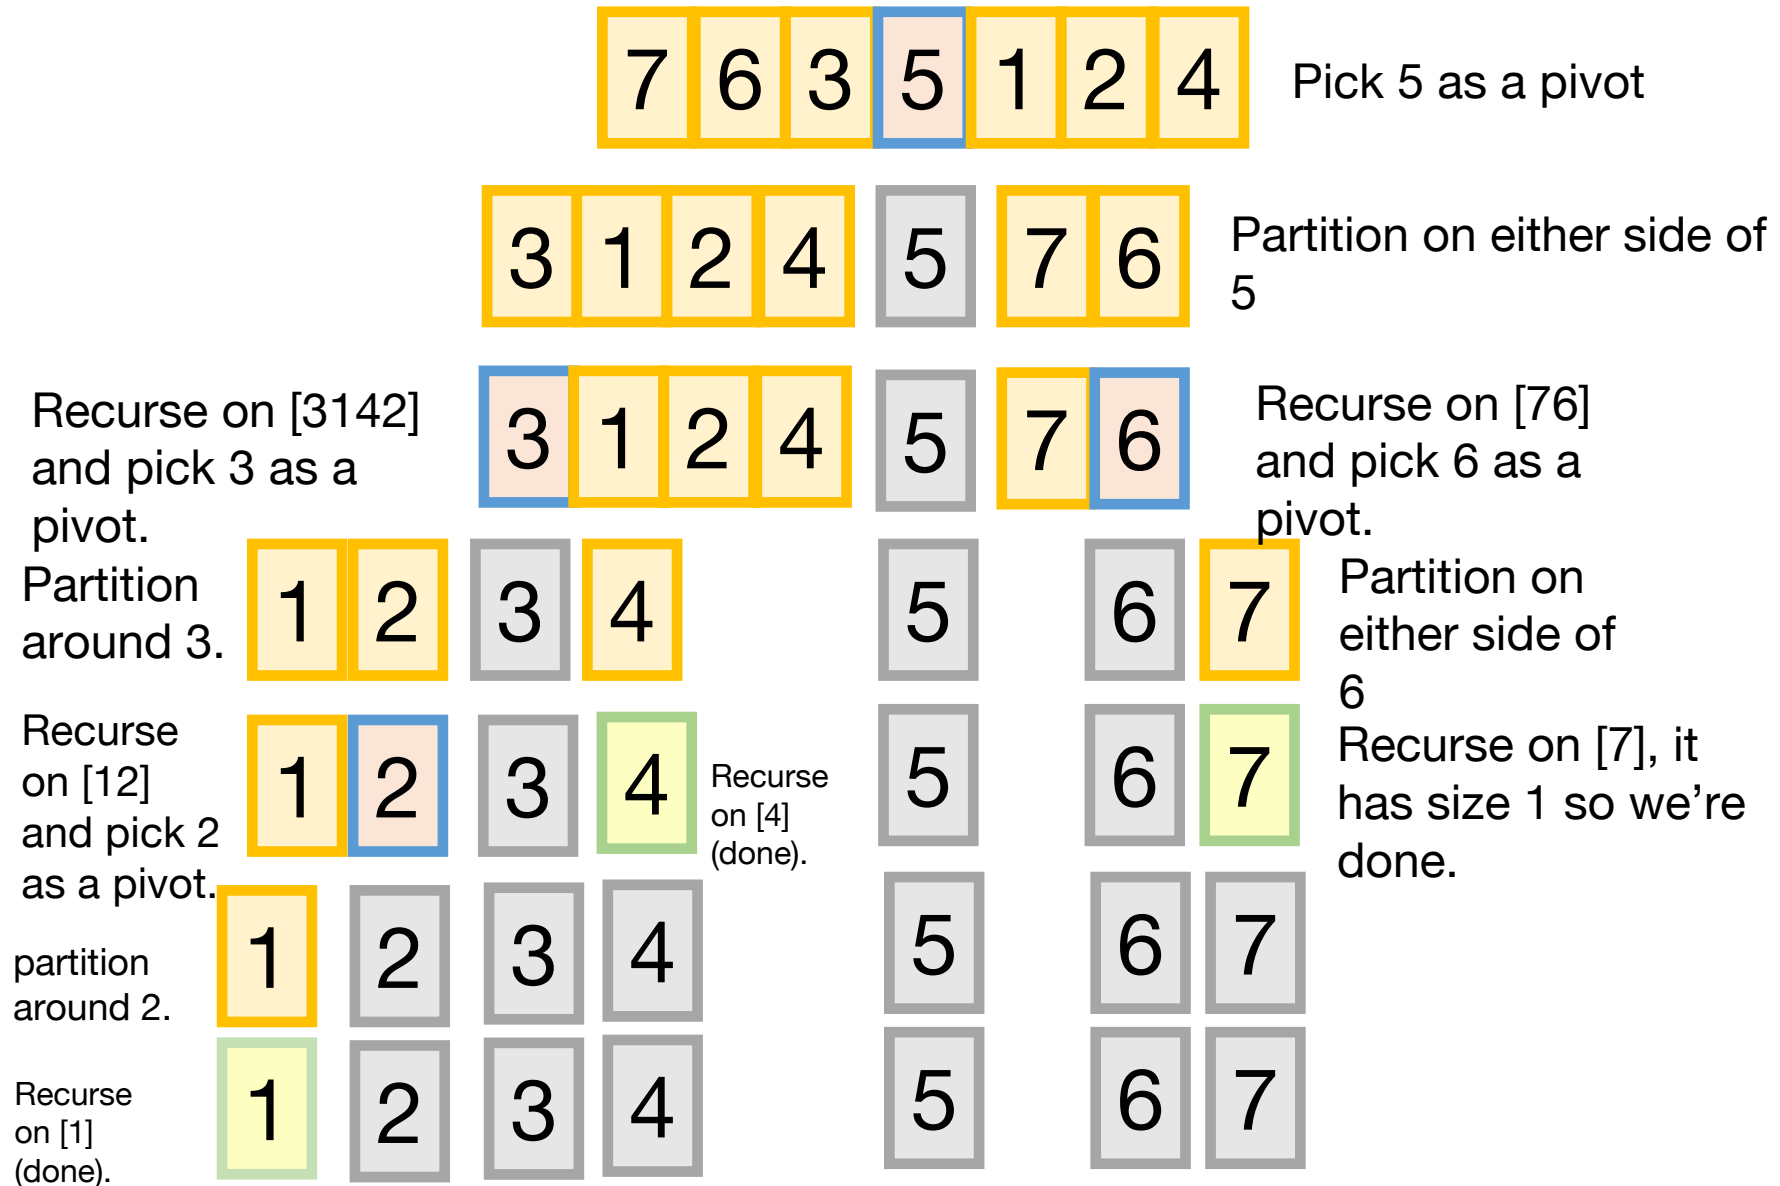 7 6 3 5 1 2 4 Pick 5 as a pivot
3 1 2 4 5 7 6 Partition on either side of
5
Recurse on [3142]
and pick 3 as a
pivot.
3 1 2 4 5 7 6
Recurse on [76]
and pick 6 as a
pivot.
Partition
around 3.
1 2 3 4 5 6 7
Partition on
either side of
6
Recurse
on [12]
and pick 2
as a pivot.
1 2 3 4
Recurse
on [4]
(done).
5 6 7
Recurse on [7], it
has size 1 so we’re
done.
partition
around 2.
1 2 3 4 5 6 7
Recurse
on [1]
(done).
1 2 3 4 5 6 7